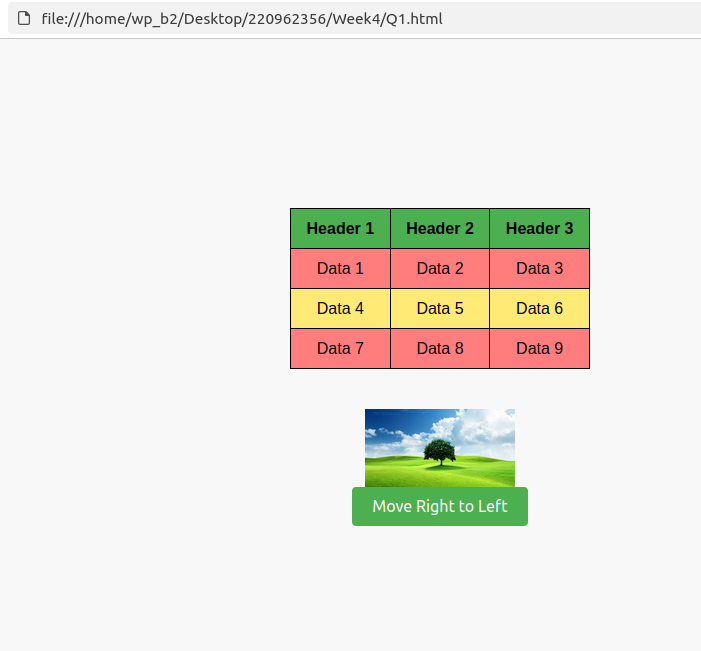 file:///home/wp_b2/Desktop/220962356/Week4/Q1.html
Header 1 Header 2 Header 3
Data 1 Data 2 Data 3
Data 4 Data 5 Data 6
Data 7 Data 8 Data 9
Move Right to Left